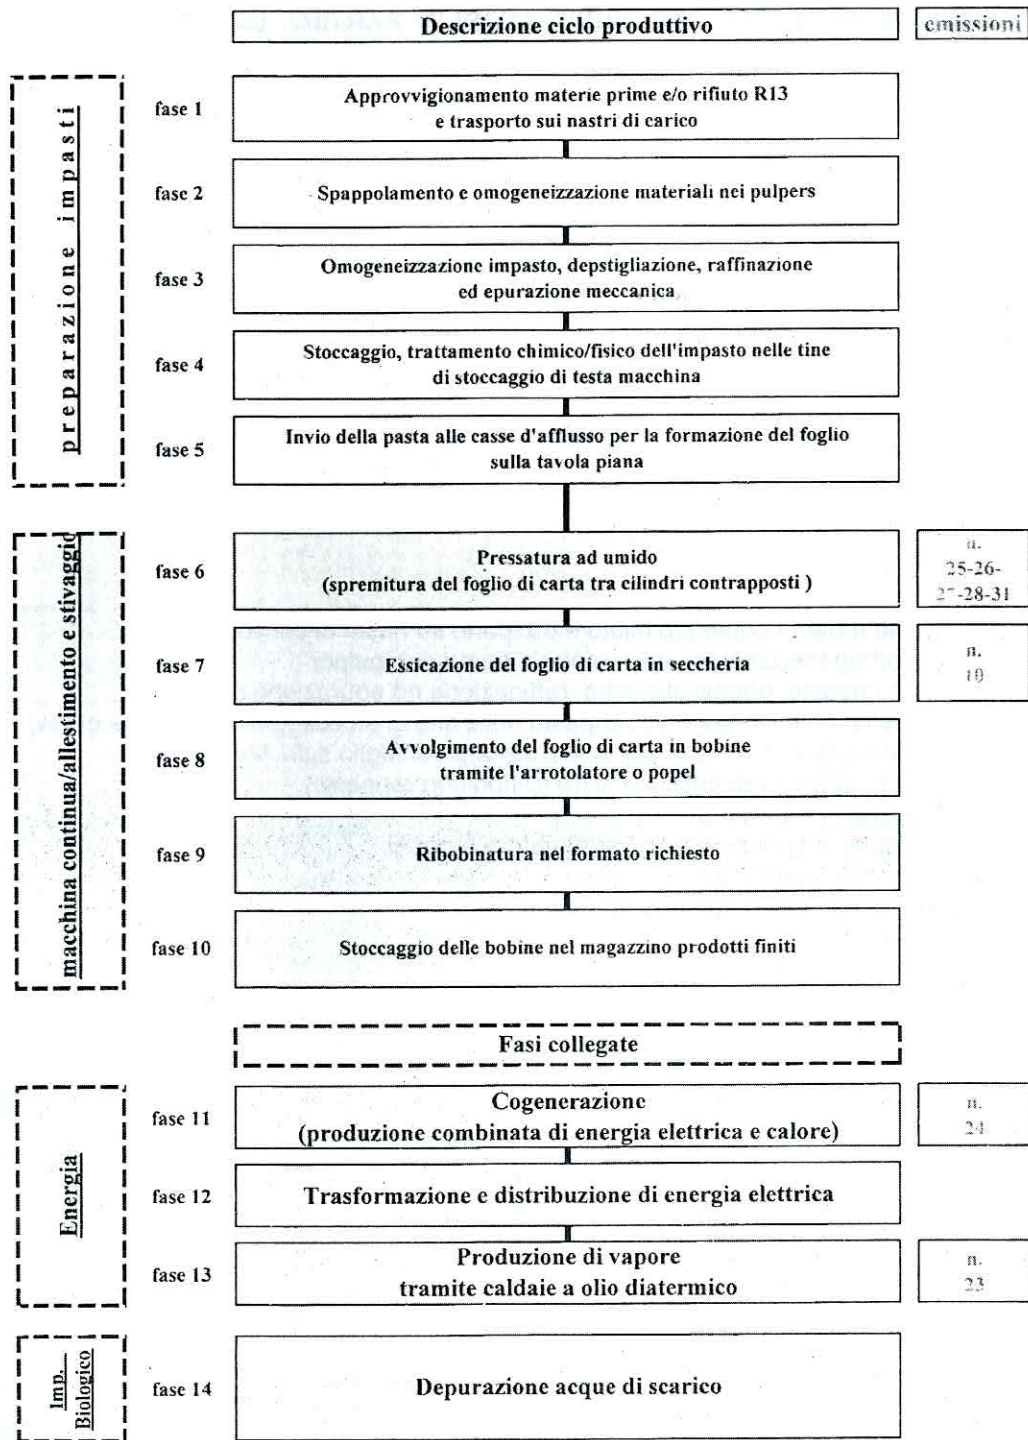 Descrizione ciclo produttivo
emissioni
preparazione impasti
fase 1
Approvvigionamento materie prime e/o rifiuto R13
e trasporto sui nastri di carico
fase 2
Spappolamento e omogeneizzazione materiali nei pulpers
fase 3
Omogeneizzazione impasto, depstigliazione, raffinazione
ed epurazione meccanica
fase 4
Stoccaggio, trattamento chimico/fisico dell'impasto nelle tine
di stoccaggio di testa macchina
fase 5
Invio della pasta alle casse d'afflusso per la formazione del foglio
sulla tavola piana
macchina continua/allestimento e stivaggio
fase 6
Pressatura ad umido
(spremitura del foglio di carta tra cilindri contrapposti )
n.
25-26-
27-28-31
fase 7
Essicazione del foglio di carta in seccheria
n.
10
fase 8
Avvolgimento del foglio di carta in bobine
tramite l'arrotolatore o popel
fase 9
Ribobinatura nel formato richiesto
fase 10
Stoccaggio delle bobine nel magazzino prodotti finiti
Fasi collegate
Energia
fase 11
Cogenerazione
(produzione combinata di energia elettrica e calore)
n.
24
fase 12
Trasformazione e distribuzione di energia elettrica
fase 13
Produzione di vapore
tramite caldaie a olio diatermico
n.
23
Imp.
Biologico
fase 14
Depurazione acque di scarico